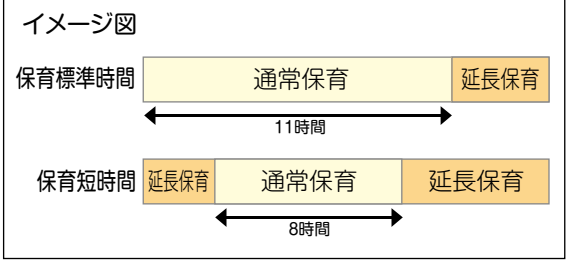 イメージ図
保育標準時間 通常保育 延長保育
11時間
保育短時間 延長保育 通常保育 延長保育
8時間